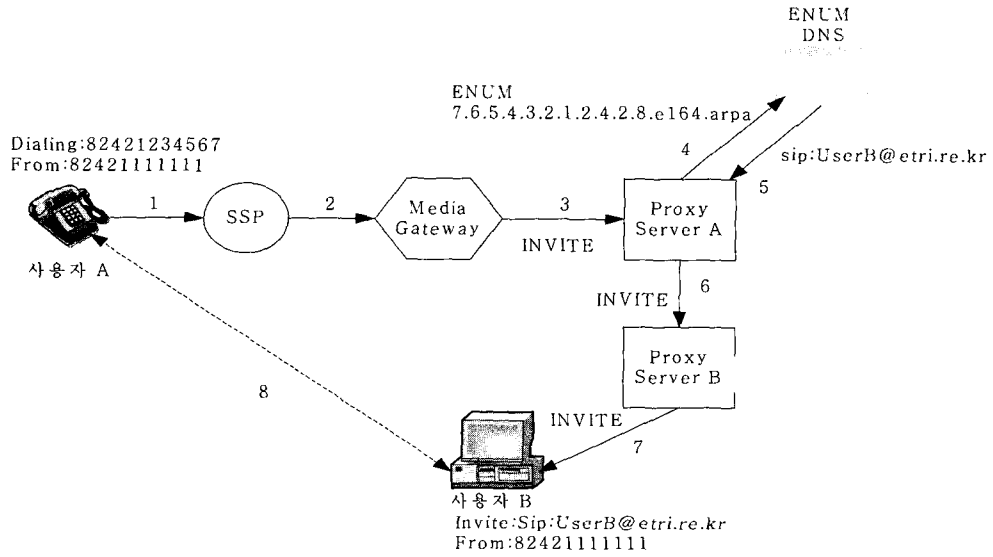 ENUM
DNS
ENUM
7.6.5.4.3.2.1.2.4.2.8.e164.arpa
Dialing:82421234567
From:82421111111
4
sip:UserB@etri.re.kr
5
1
SSP
2
Media
Gateway
3
INVITE
Proxy
Server A
사용자 A
6
INVITE
Proxy
Server B
8
INVITE
7
사용자 B
Invite:Sip:UserB@etri.re.kr
From:82421111111